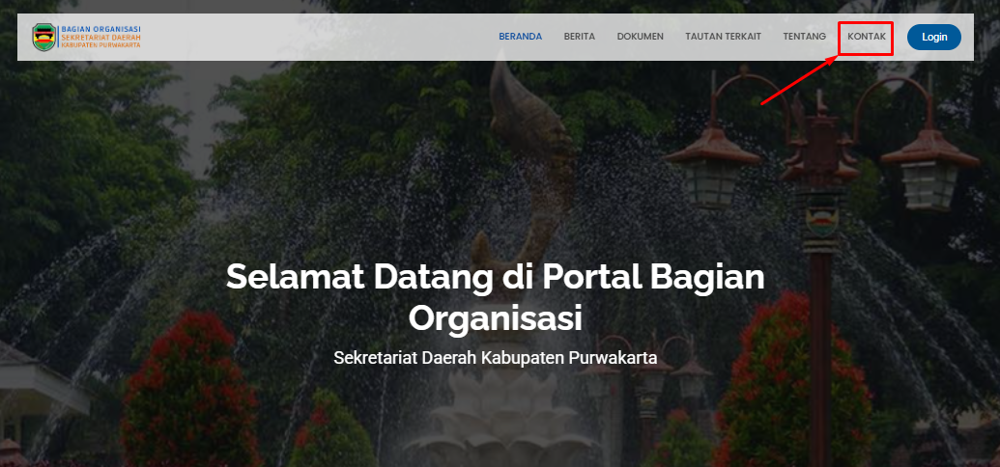 BAGIAN ORGANISASI
SEKRETARIAT DAERAH
KABUPATEN PURWAKARTA
BERANDA BERITA DOKUMEN TAUTAN TERKAIT TENTANG KONTAK Login
Selamat Datang di Portal Bagian
Organisasi
Sekretariat Daerah Kabupaten Purwakarta